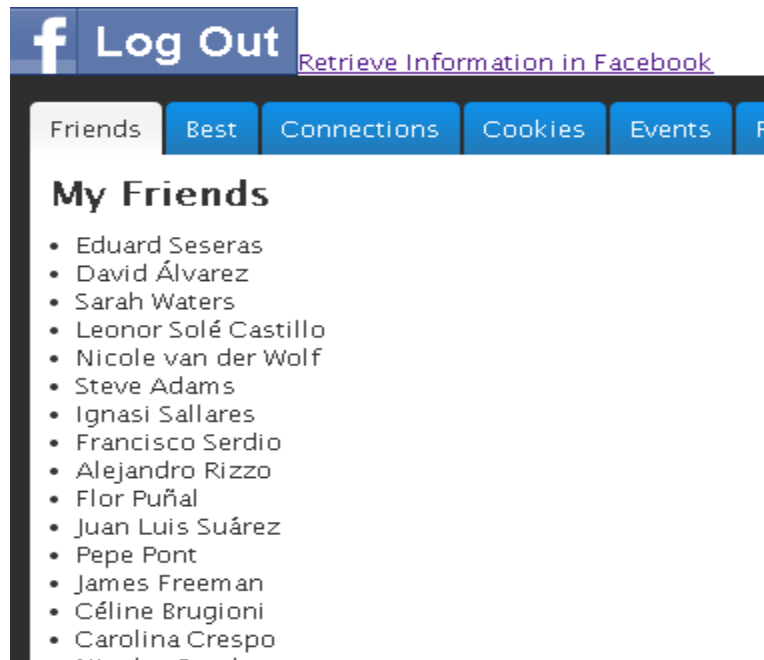 f Log Out Retrieve Information in Facebook
Friends Best Connections Cookies Events
My Friends
• Eduard Seseras
• David Álvarez
• Sarah Waters
• Leonor Solé Castillo
• Nicole van der Wolf
• Steve Adams
• Ignasi Sallares
• Francisco Serdio
• Alejandro Rizzo
• Flor Puñal
• Juan Luis Suárez
• Pepe Pont
• James Freeman
• Céline Brugioni
• Carolina Crespo